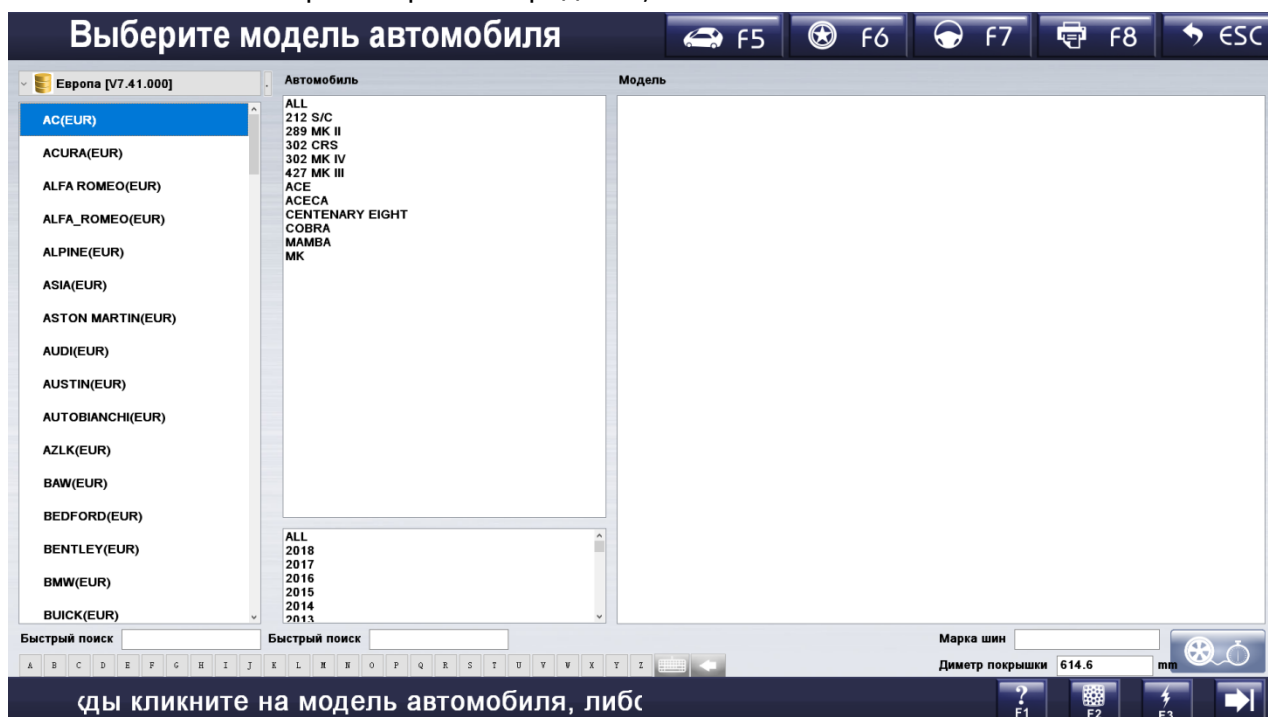 Выберите модель автомобиля
F5
F6
F7
F8
ESC
Европа [V7.41.000]
AC(EUR)
ACURA(EUR)
ALFA ROMEO(EUR)
ALFA_ROMEO(EUR)
ALPINE(EUR)
ASIA(EUR)
ASTON MARTIN(EUR)
AUDI(EUR)
AUSTIN(EUR)
AUTOBIANCHI(EUR)
AZLK(EUR)
BAW(EUR)
BEDFORD(EUR)
BENTLEY(EUR)
BMW(EUR)
BUICK(EUR)
Автомобиль
ALL
212 S/C
289 MK II
302 CRS
302 MK IV
427 MK III
ACE
ACECA
CENTENARY EIGHT
COBRA
MAMBA
MK
ALL
2018
2017
2016
2015
2014
2013
Модель
Быстрый поиск
Быстрый поиск
Марка шин
A B C D E F G H I J K L M N O P Q R S T U V W X Y Z
Диметр покрышки 614.6 mm
ды кликните на модель автомобиля, либо
? F1
F2
F3